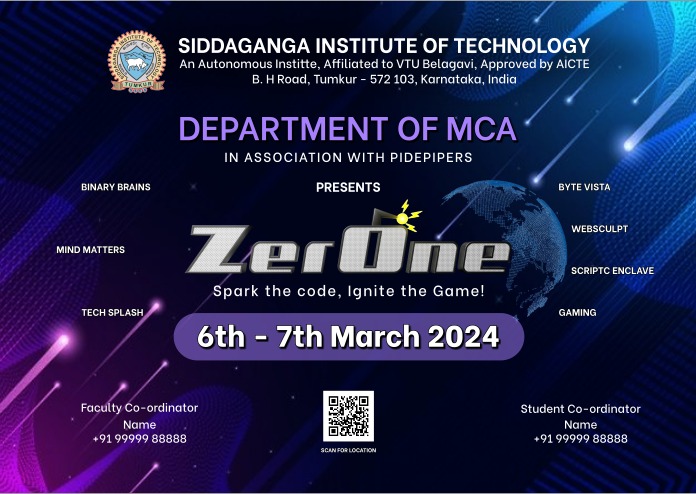 SIDDAGANGA INSTITUTE OF TECHNOLOGY
An Autonomous Institte, Affiliated to VTU Belagavi, Approved by AICTE
B. H Road, Tumkur - 572 103, Karnataka, India
TUMKUR
DEPARTMENT OF MCA
IN ASSOCIATION WITH PIDEPIPERS
BINARY BRAINS
PRESENTS
BYTE VISTA
WEBSCULPT
ZerOne
MIND MATTERS
SCRIPTC ENCLAVE
Spark the code, Ignite the Game!
TECH SPLASH
GAMING
6th - 7th March 2024
Faculty Co-ordinator
Name
+91 99999 88888
SCAN FOR LOCATION
Student Co-ordinator
Name
+91 99999 88888